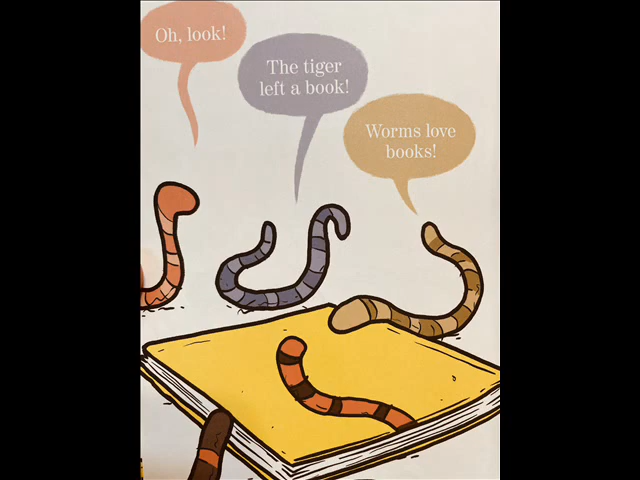 Oh, look!
The tiger
left a book!
Worms love
books!